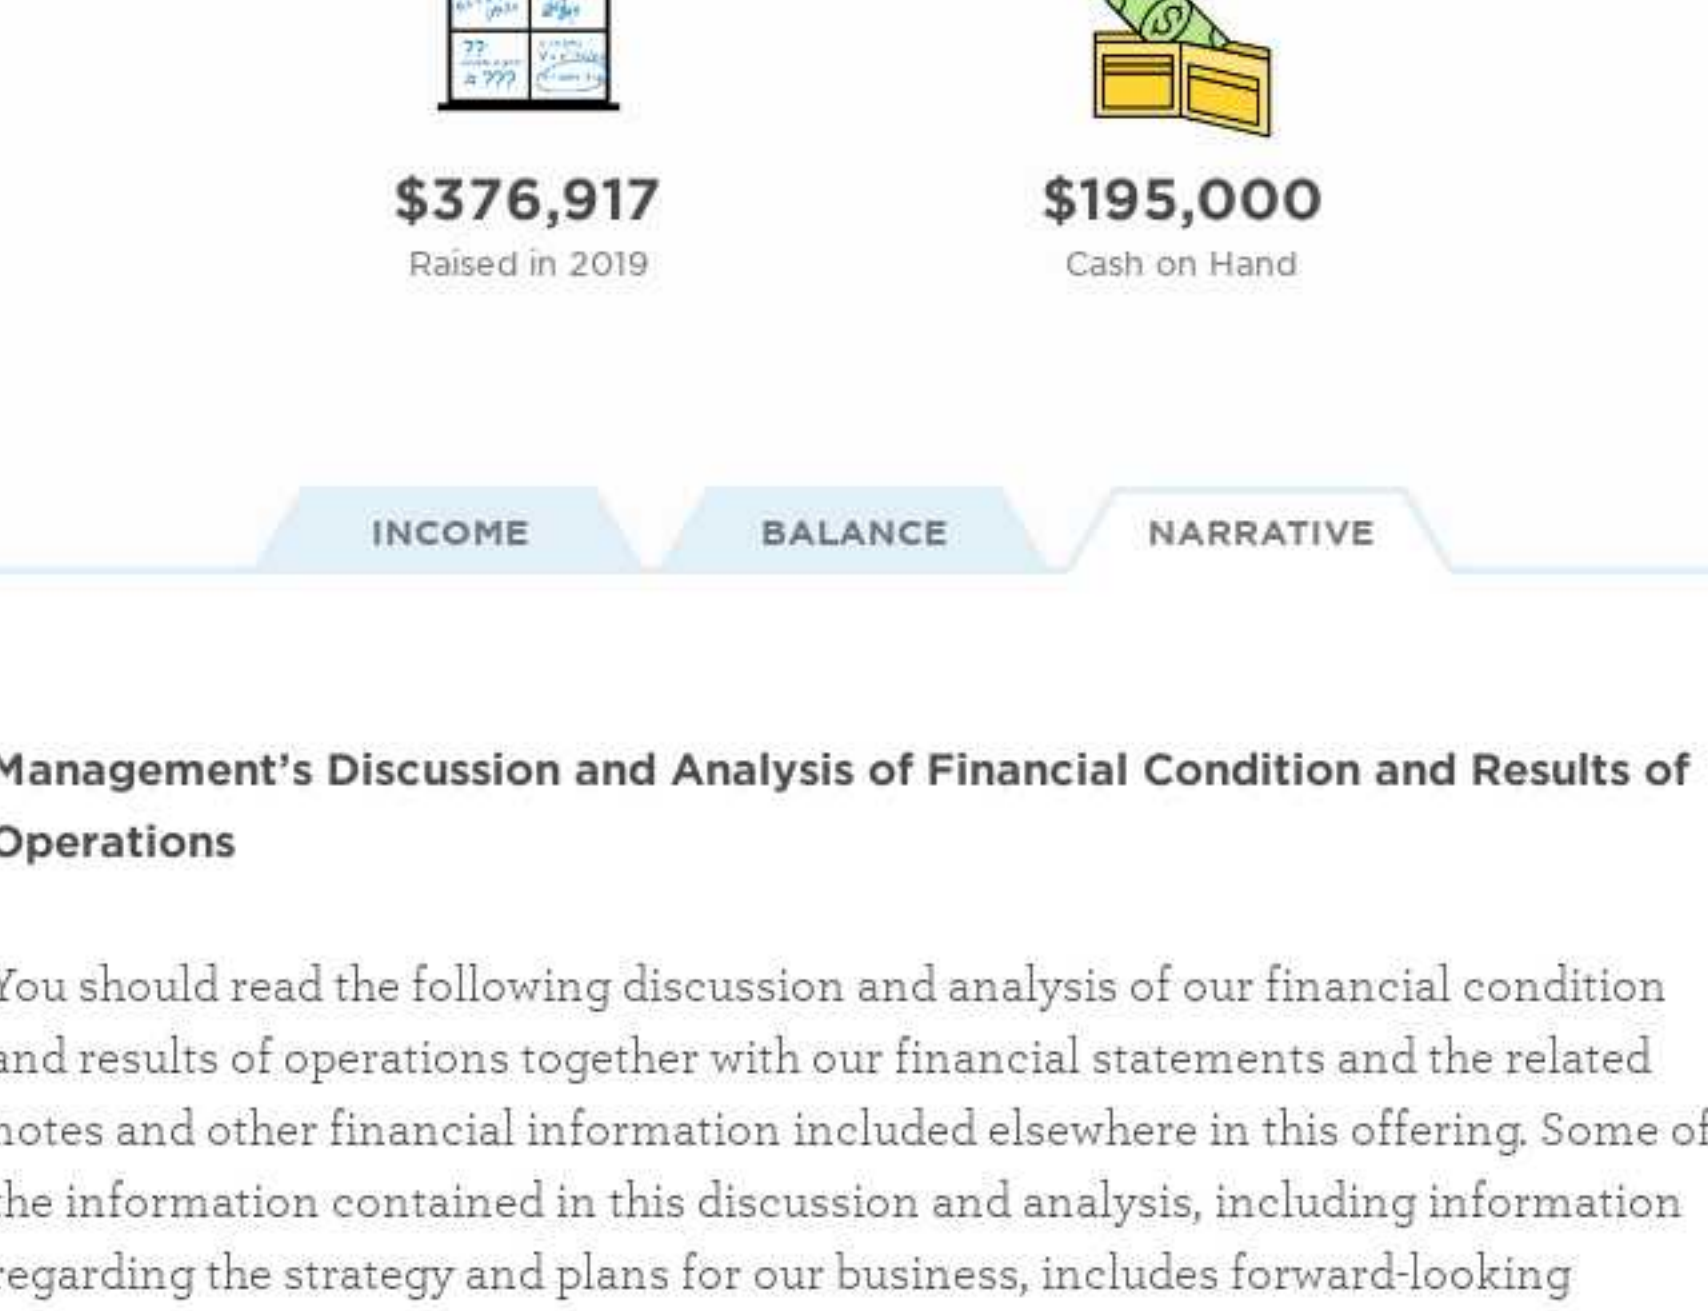 ??
= ???
$376,917
$195,000
Raised in 2019
Cash on Hand
INCOME
BALANCE
NARRATIVE
Management's Discussion and Analysis of Financial Condition and Results of
Operations
You should read the following discussion and analysis of our financial condition
and results of operations together with our financial statements and the related
notes and other financial information included elsewhere in this offering. Some of
the information contained in this discussion and analysis, including information
regarding the strategy and plans for our business, includes forward-looking